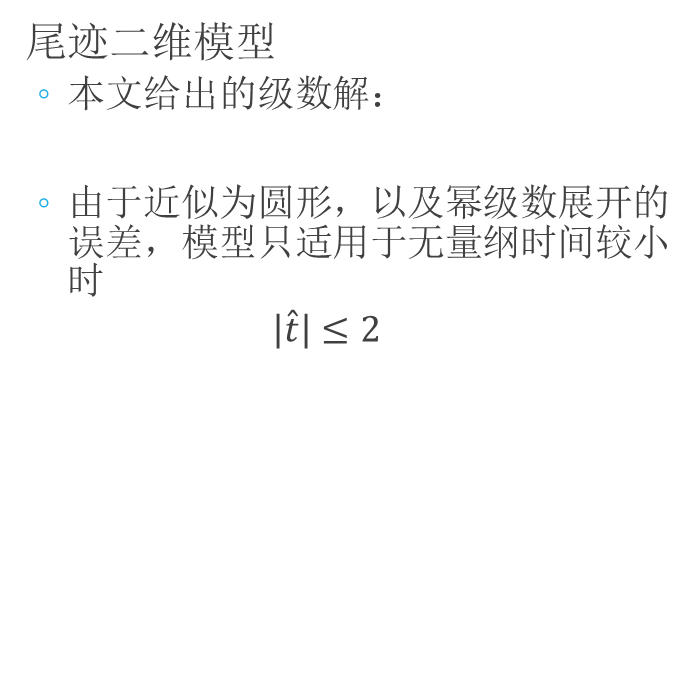 尾迹二维模型
◦ 本文给出的级数解：
◦ 由于近似为圆形，以及幂级数展开的
误差，模型只适用于无量纲时间较小
时
|t̂| ≤ 2